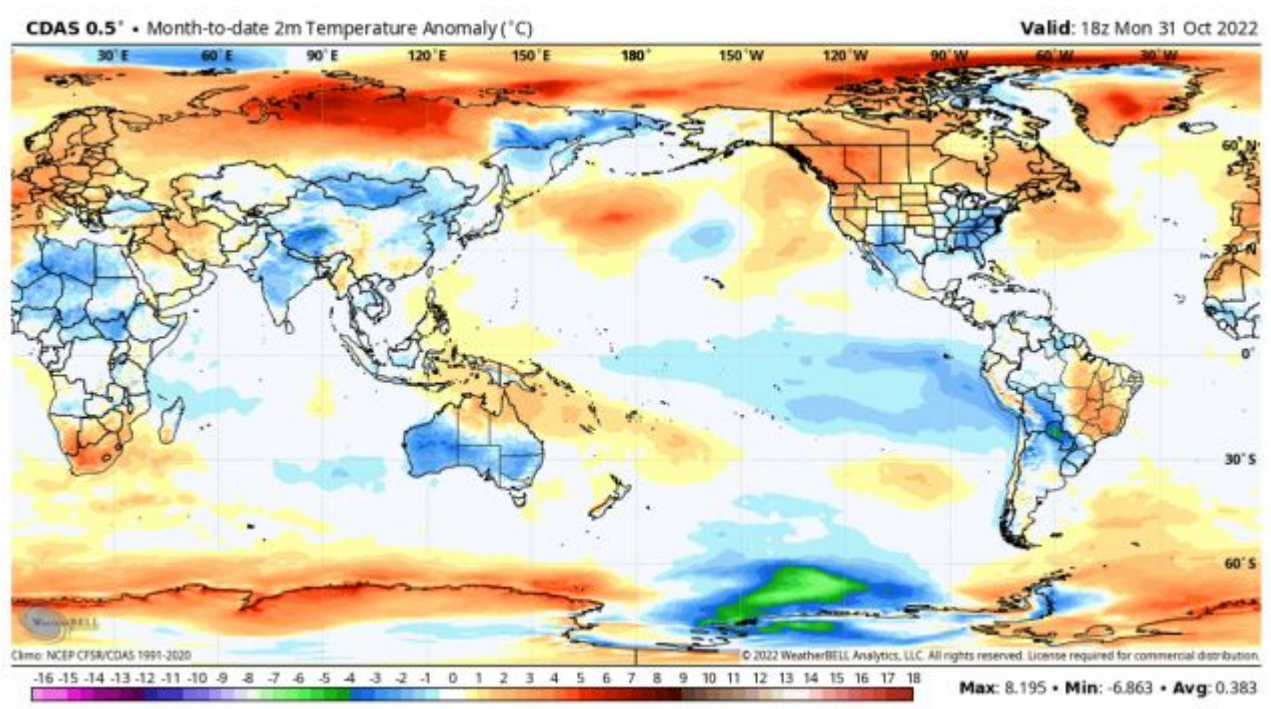 CDAS 0.5° • Month-to-date 2m Temperature Anomaly (°C)
Valid: 18z Mon 31 Oct 2022
30°E 60°E 90°E 120°E 150°E 180° 150°W 120°W 90°W 60°W 30°W
60°N
30°N
0°
30°S
60°S
WeatherBELL
Climo: NCEP CFSR/CDAS 1991-2020
© 2022 WeatherBELL Analytics, LLC. All rights reserved. License required for commercial distribution.
-16 -15 -14 -13 -12 -11 -10 -9 -8 -7 -6 -5 -4 -3 -2 -1 0 1 2 3 4 5 6 7 8 9 10 11 12 13 14 15 16 17 18
Max: 8.195 • Min: -6.863 • Avg: 0.383